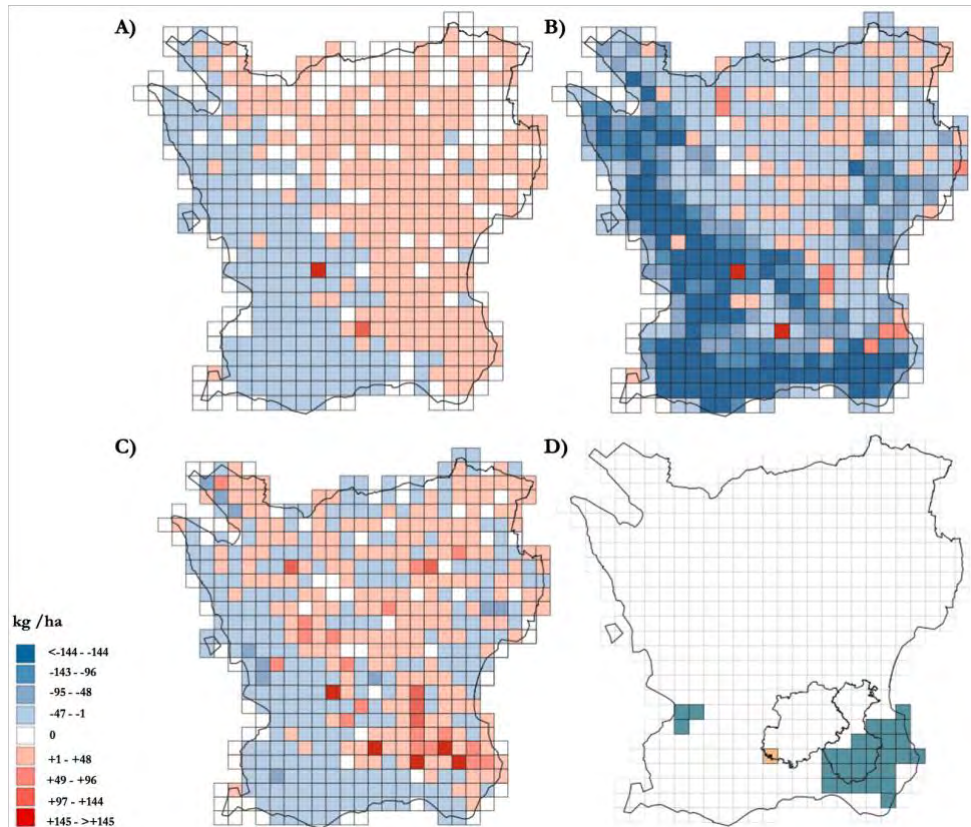 A)
B)
C)
D)
kg /ha
<-144 - -144
-143 - -96
-95 - -48
-47 - -1
0
+1 - +48
+49 - +96
+97 - +144
+145 - >+145